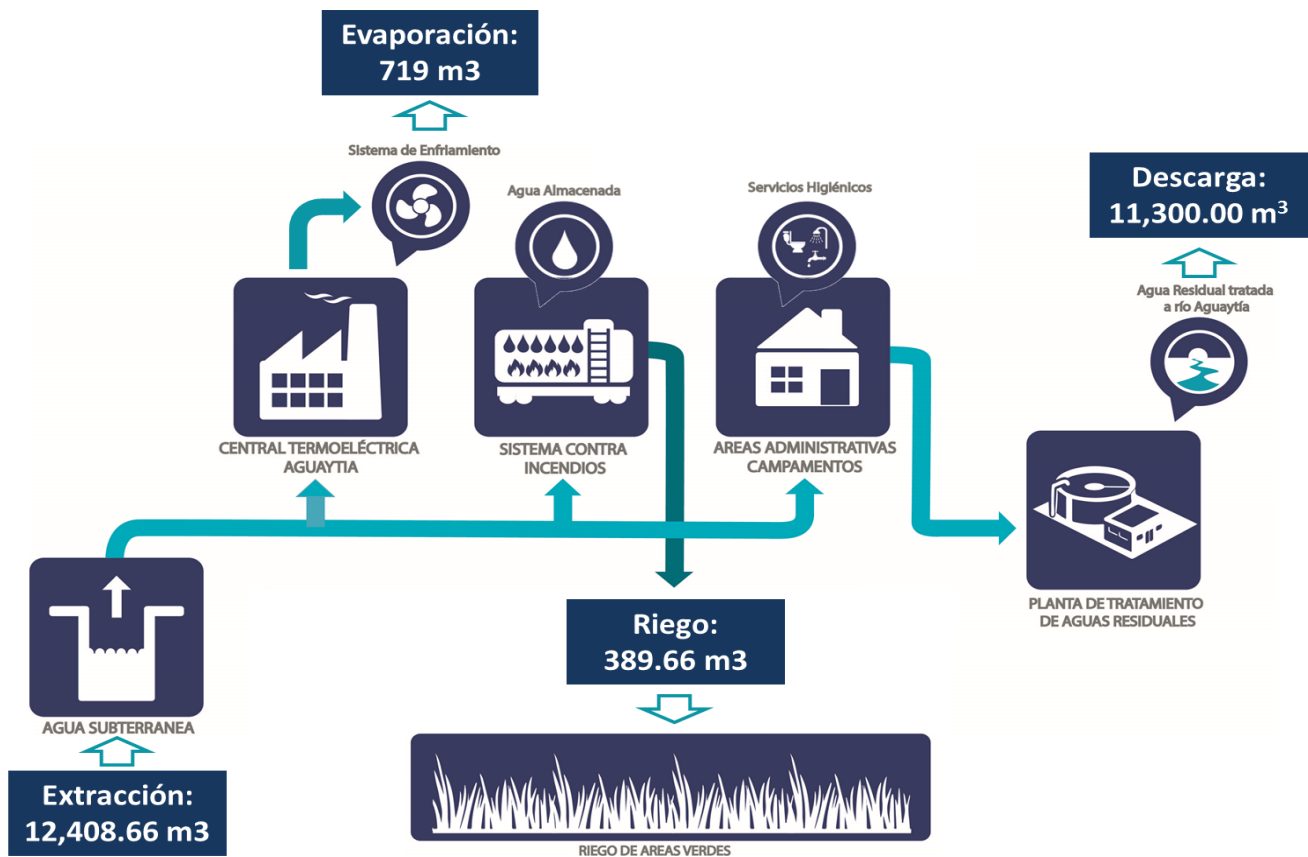 Evaporación:
719 m3
Sistema de Enfriamiento
Agua Almacenada
Servicios Higiénicos
Descarga:
11,300.00 m³
Agua Residual tratada
a río Aguaytía
CENTRAL TERMOELÉCTRICA
AGUAYTIA
SISTEMA CONTRA
INCENDIOS
AREAS ADMINISTRATIVAS
CAMPAMENTOS
PLANTA DE TRATAMIENTO
DE AGUAS RESIDUALES
Riego:
389.66 m3
AGUA SUBTERRANEA
Extracción:
12,408.66 m3
RIEGO DE AREAS VERDES